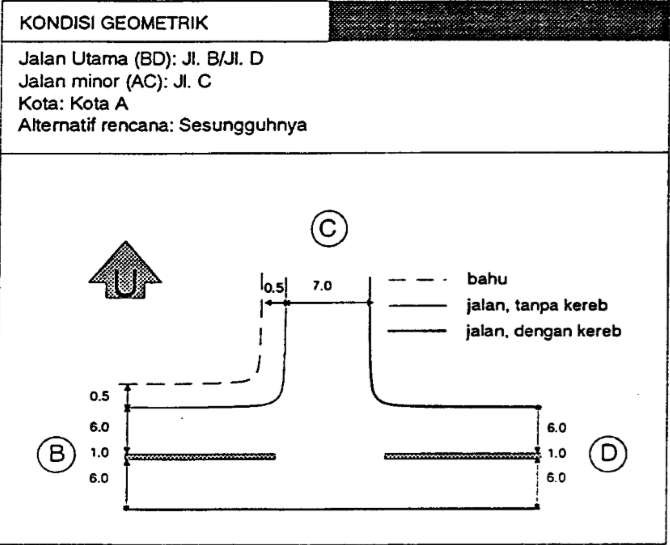 KONDISI GEOMETRIK
Jalan Utama (BD): Jl. B/Jl. D
Jalan minor (AC): Jl. C
Kota: Kota A
Alternatif rencana: Sesungguhnya
C
U
0.5 7.0
bahu
jalan, tanpa kereb
jalan, dengan kereb
0.5
6.0
B
1.0
6.0
6.0
1.0
D
6.0